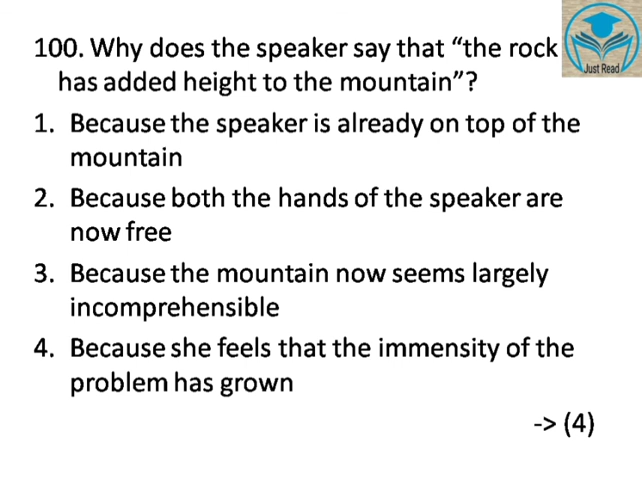 100. Why does the speaker say that “the rock
has added height to the mountain”?
1. Because the speaker is already on top of the
mountain
2. Because both the hands of the speaker are
now free
3. Because the mountain now seems largely
incomprehensible
4. Because she feels that the immensity of the
problem has grown
-> (4)
Just Read